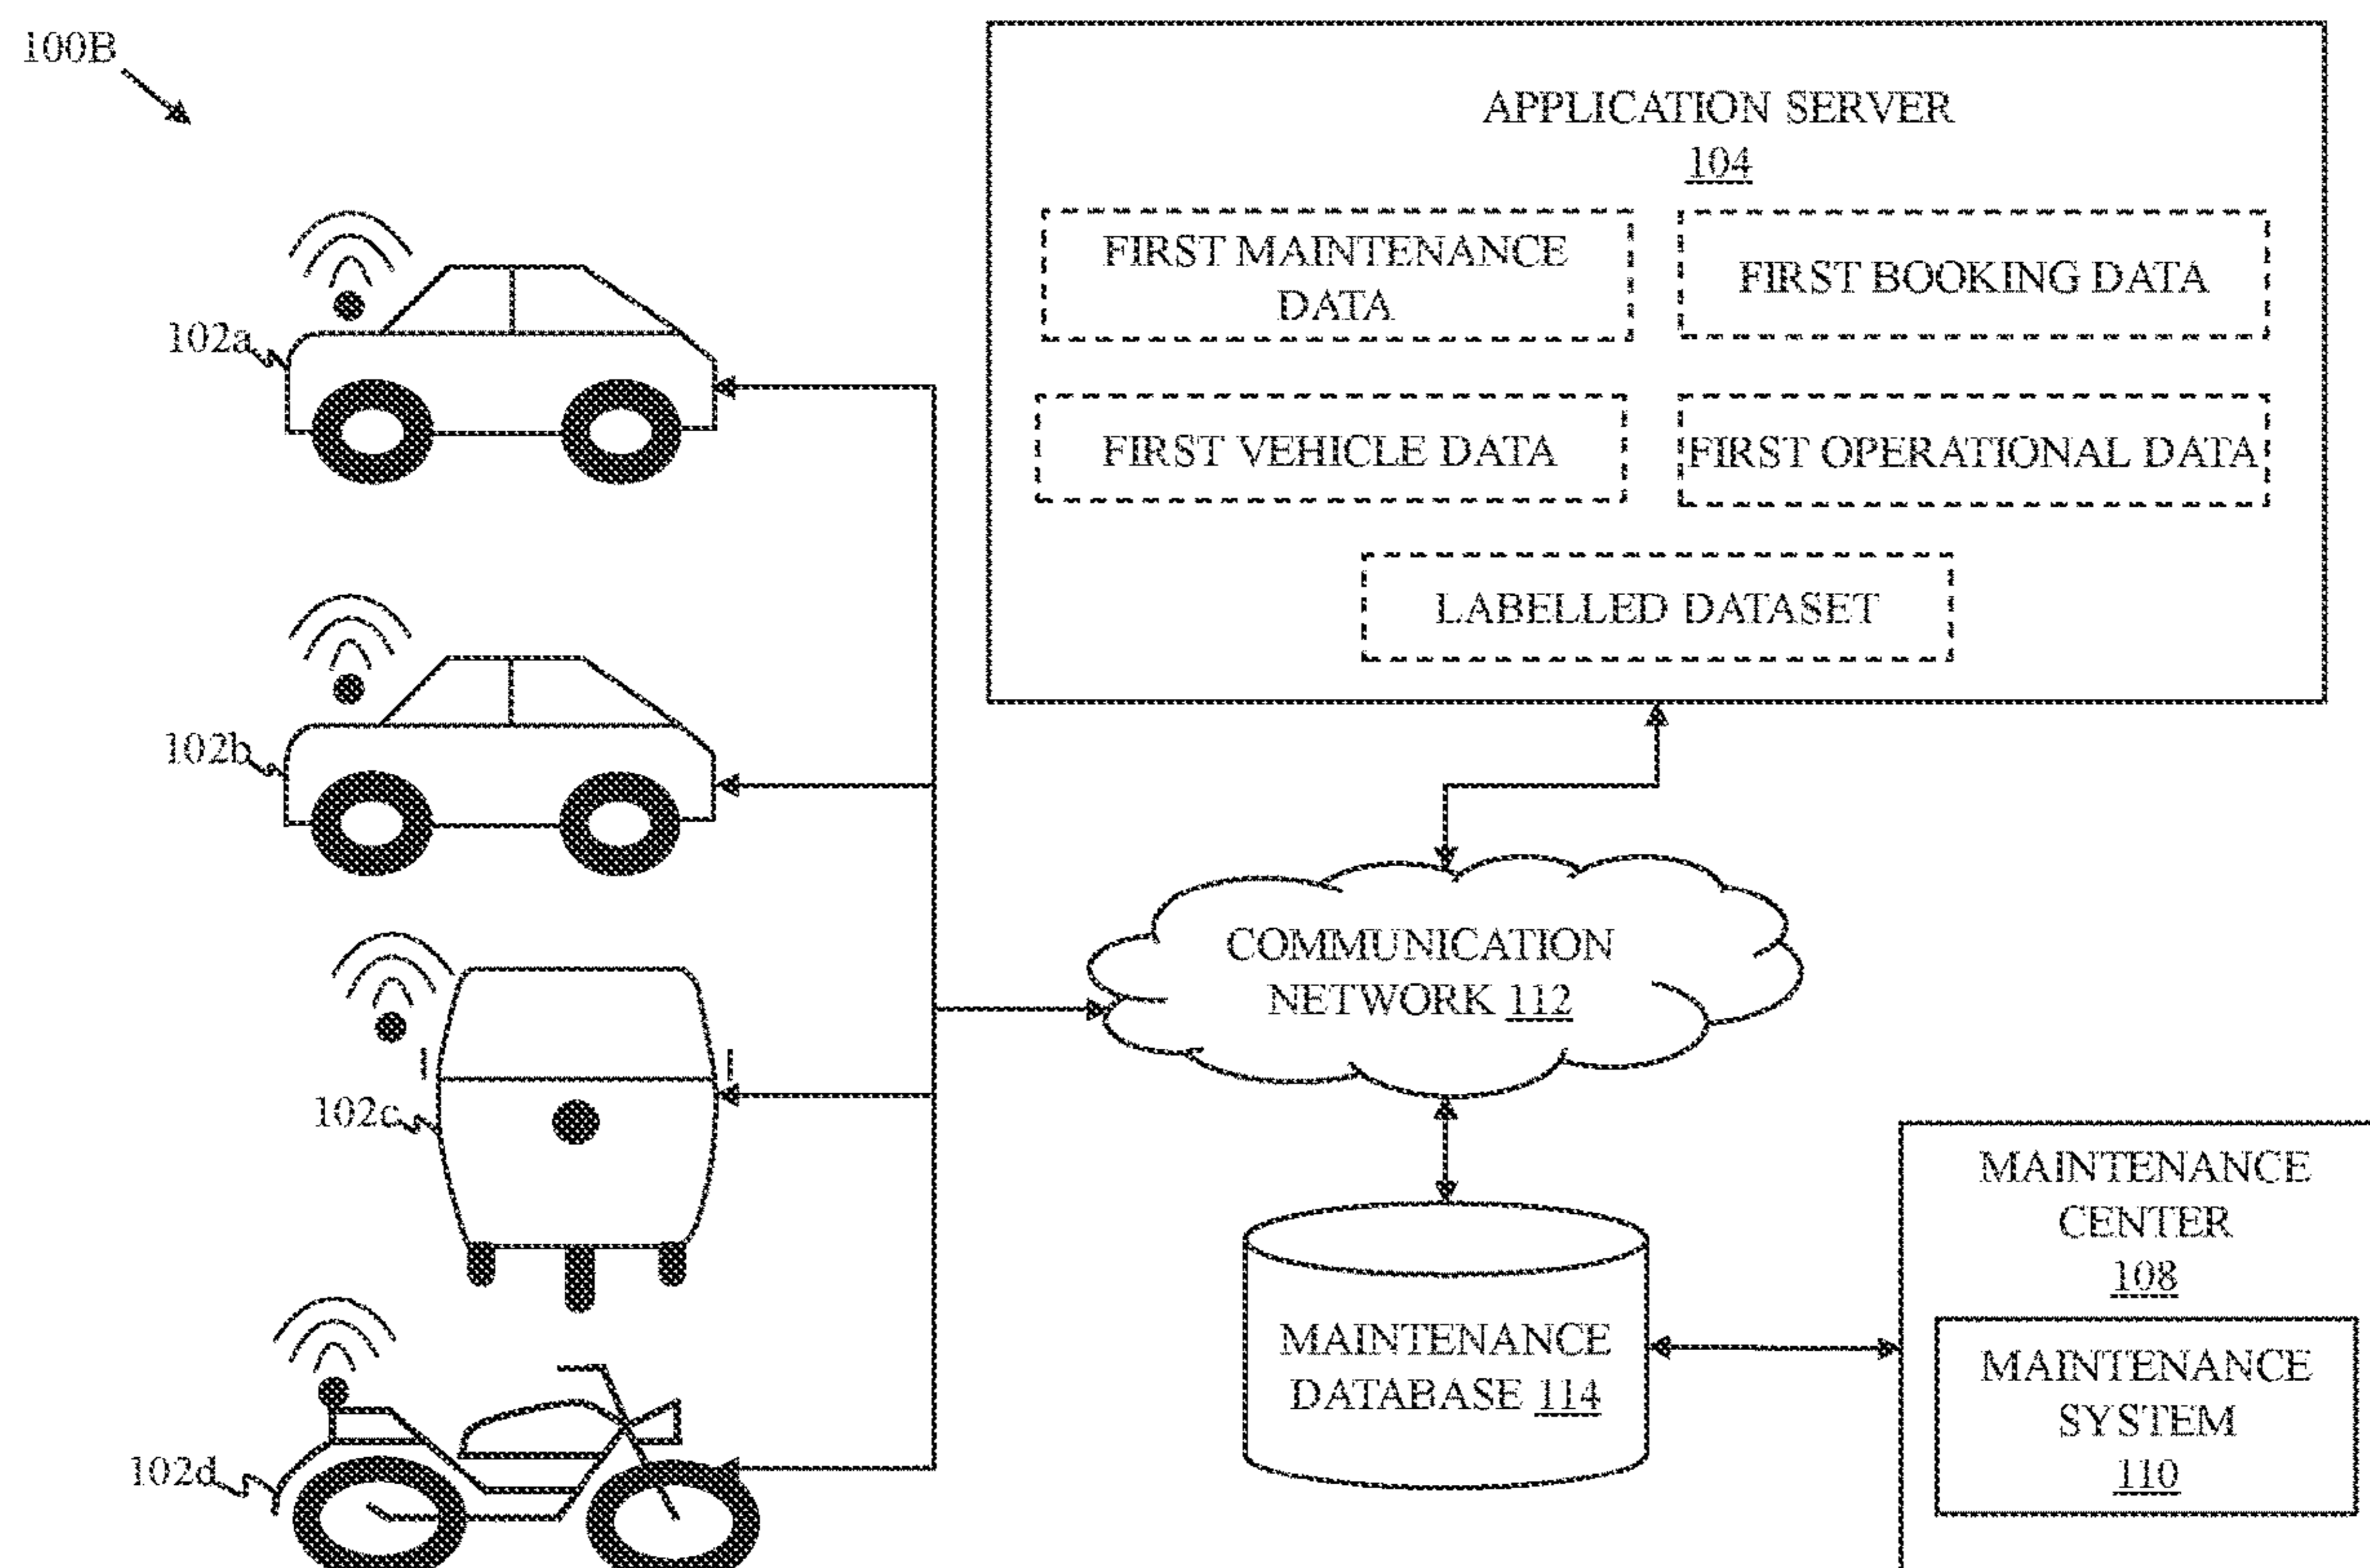 100B
APPLICATION SERVER
104
FIRST MAINTENANCE
DATA
FIRST BOOKING DATA
FIRST VEHICLE DATA
FIRST OPERATIONAL DATA
LABELLED DATASET
102a
102b
102c
102d
COMMUNICATION
NETWORK 112
MAINTENANCE
DATABASE 114
MAINTENANCE
CENTER
108
MAINTENANCE
SYSTEM
110